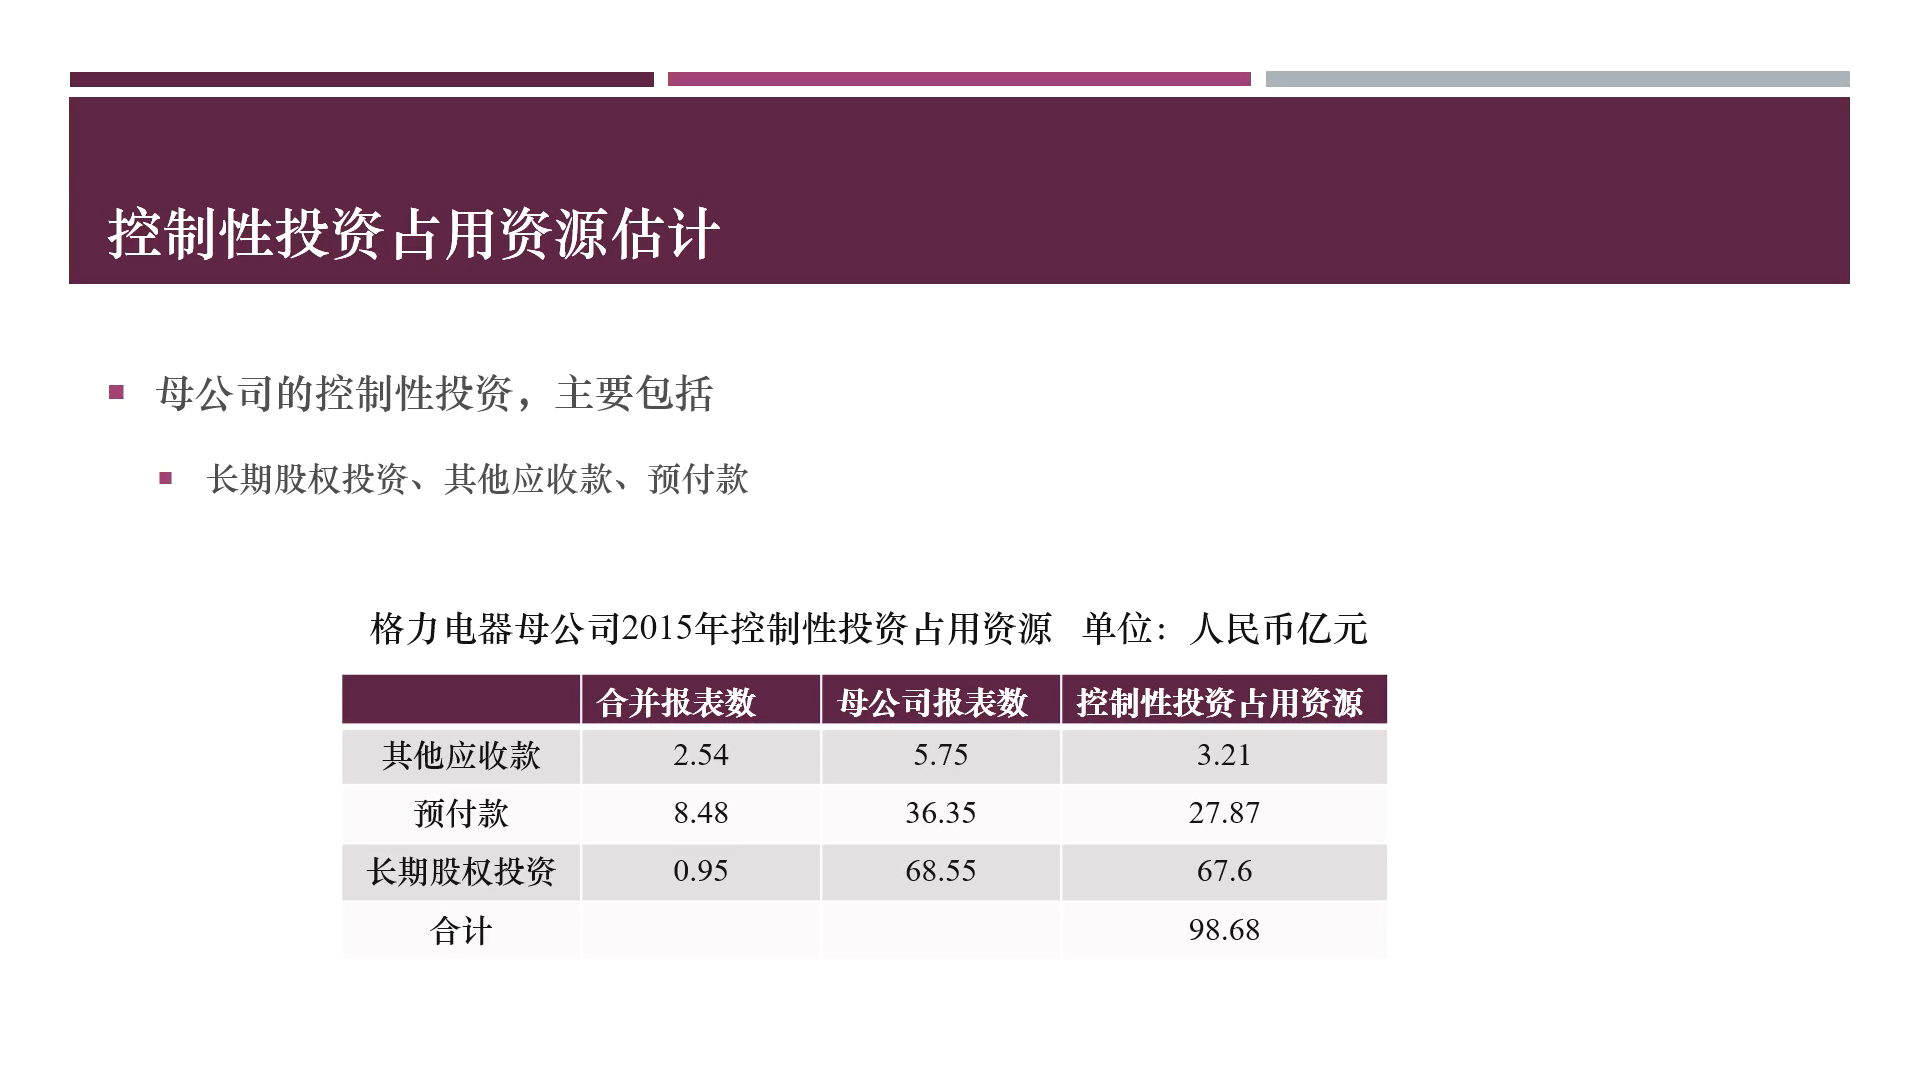 控制性投资占用资源估计
母公司的控制性投资，主要包括
长期股权投资、其他应收款、预付款
格力电器母公司2015年控制性投资占用资源 单位：人民币亿元
合并报表数 母公司报表数 控制性投资占用资源
其他应收款 2.54 5.75 3.21
预付款 8.48 36.35 27.87
长期股权投资 0.95 68.55 67.6
合计 98.68